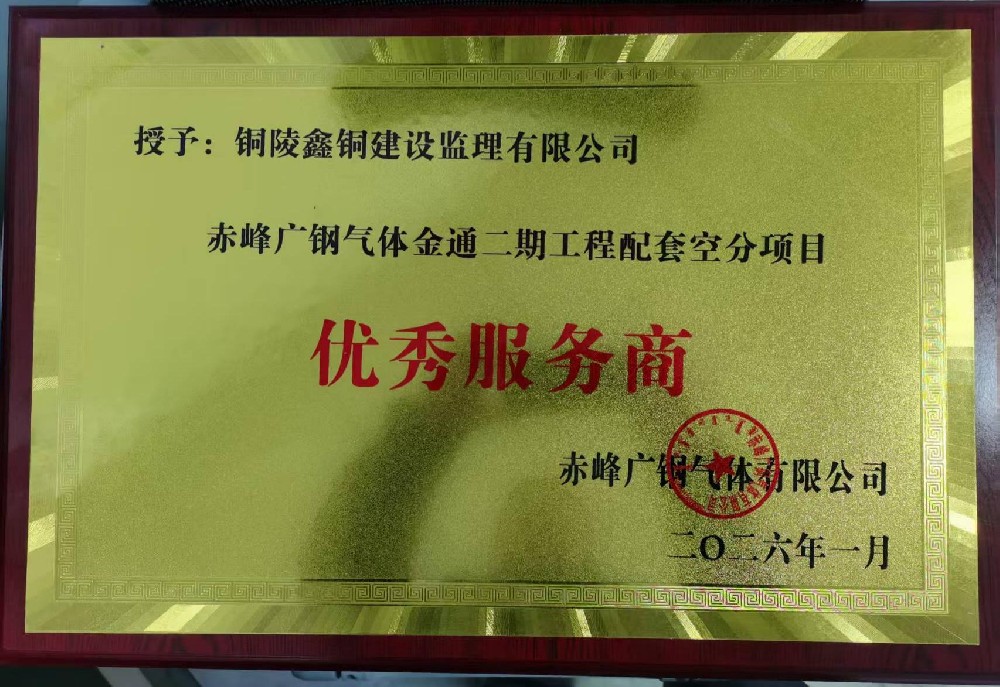 授予：铜陵鑫铜建设监理有限公司
赤峰广钢气体金通二期工程配套空分项目
优秀服务商
赤峰广钢气体有限公司
二〇二六年一月